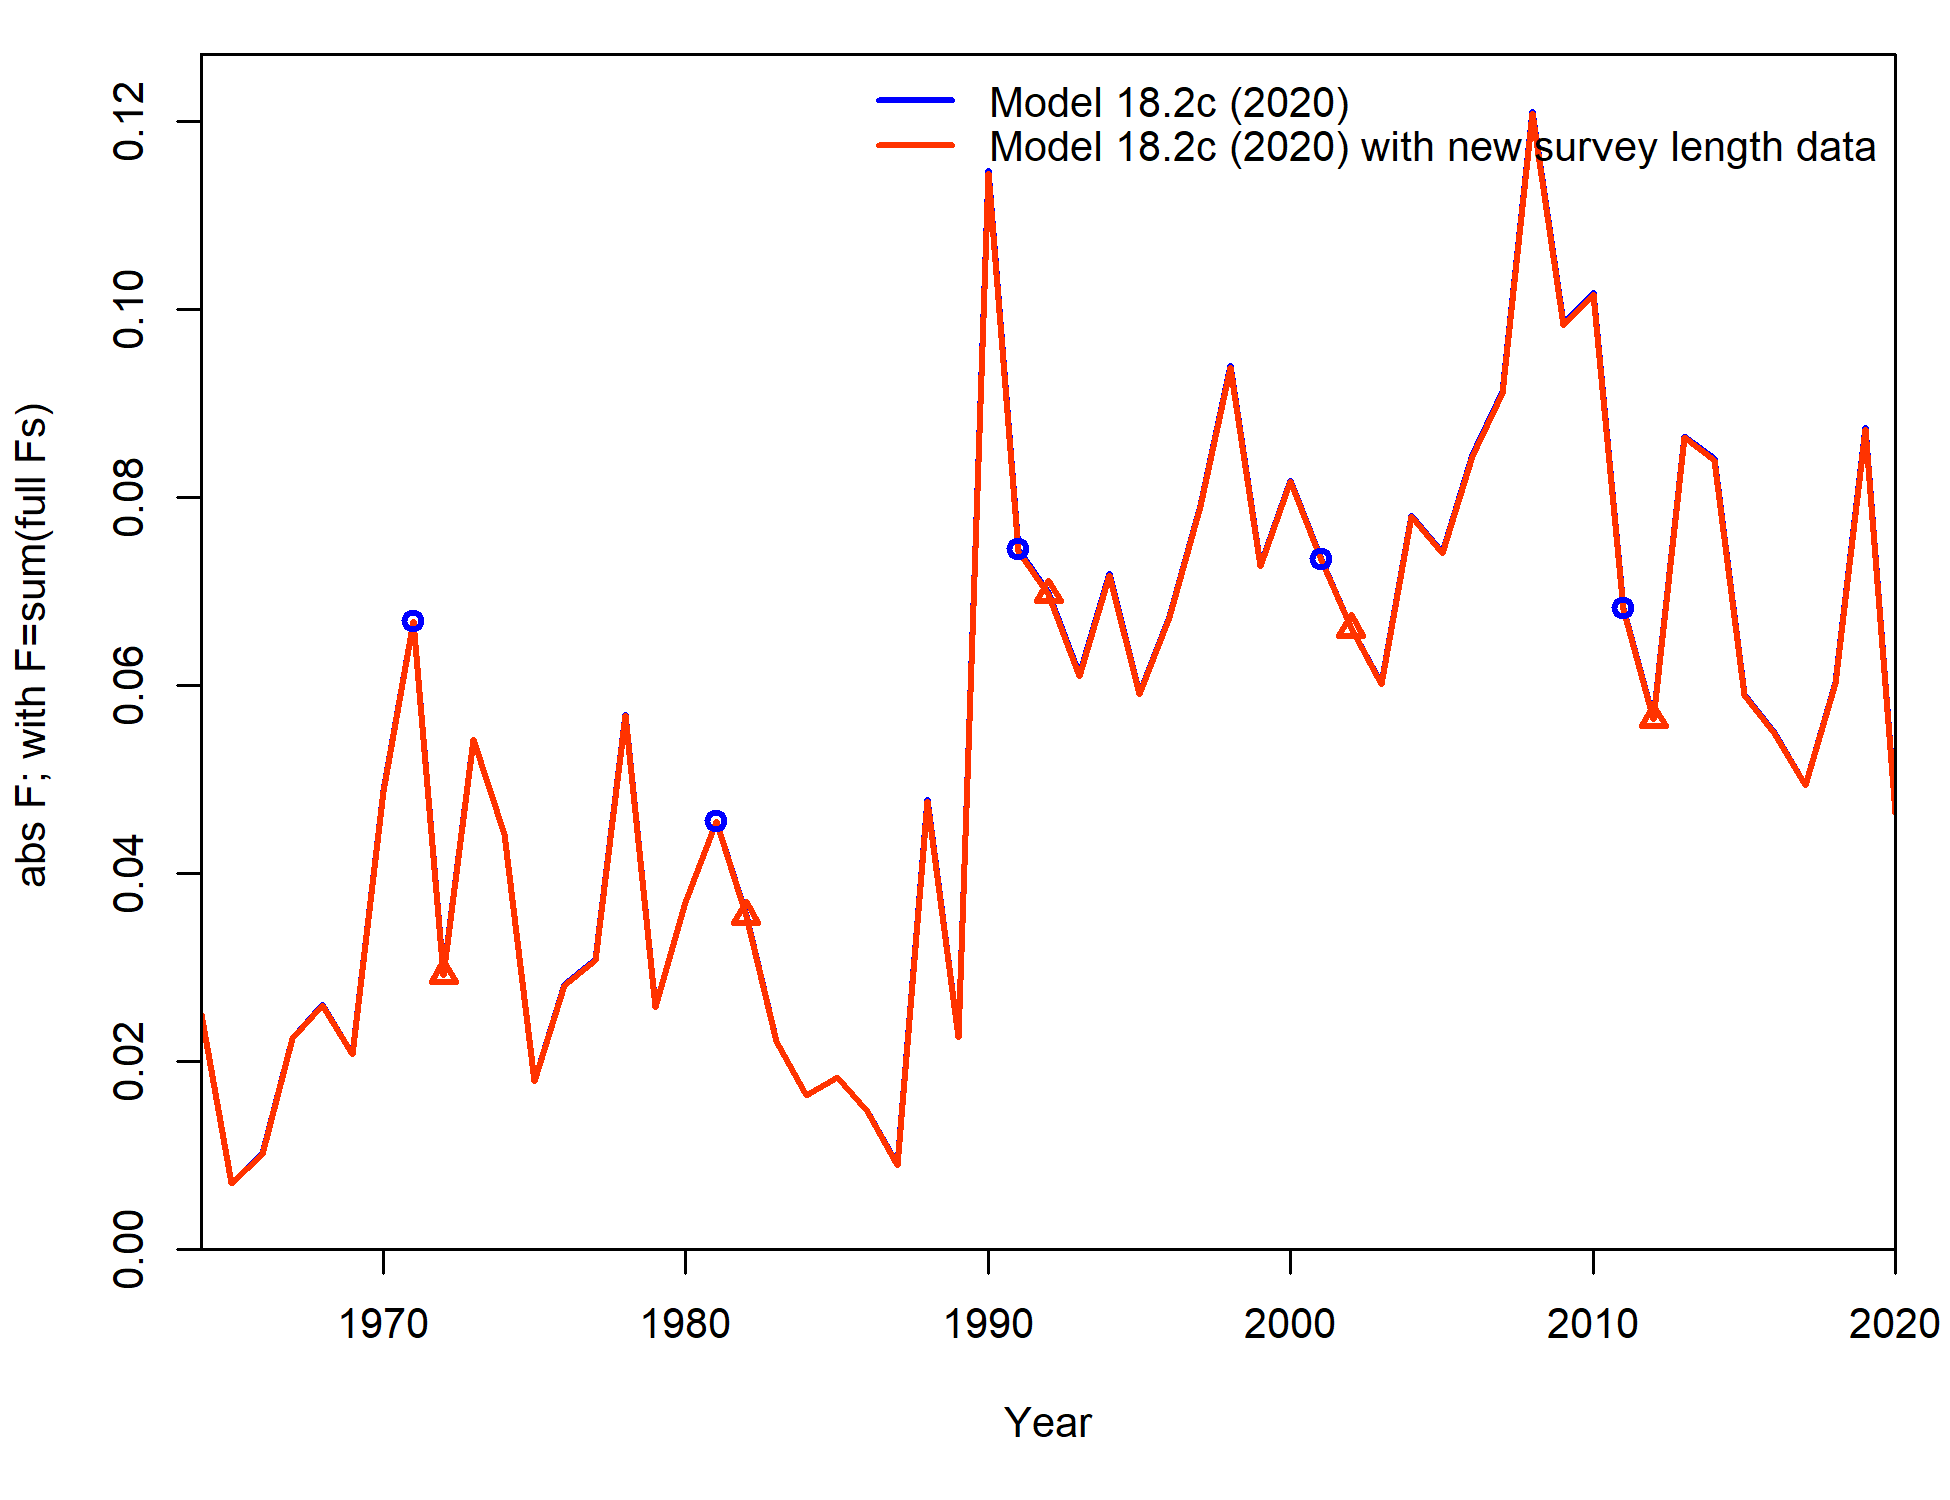 Model 18.2c (2020)
Model 18.2c (2020) with new survey length data
abs F; with F=sum(full Fs)
0.12
0.10
0.08
0.06
0.04
0.02
0.00
1970 1980 1990 2000 2010 2020
Year